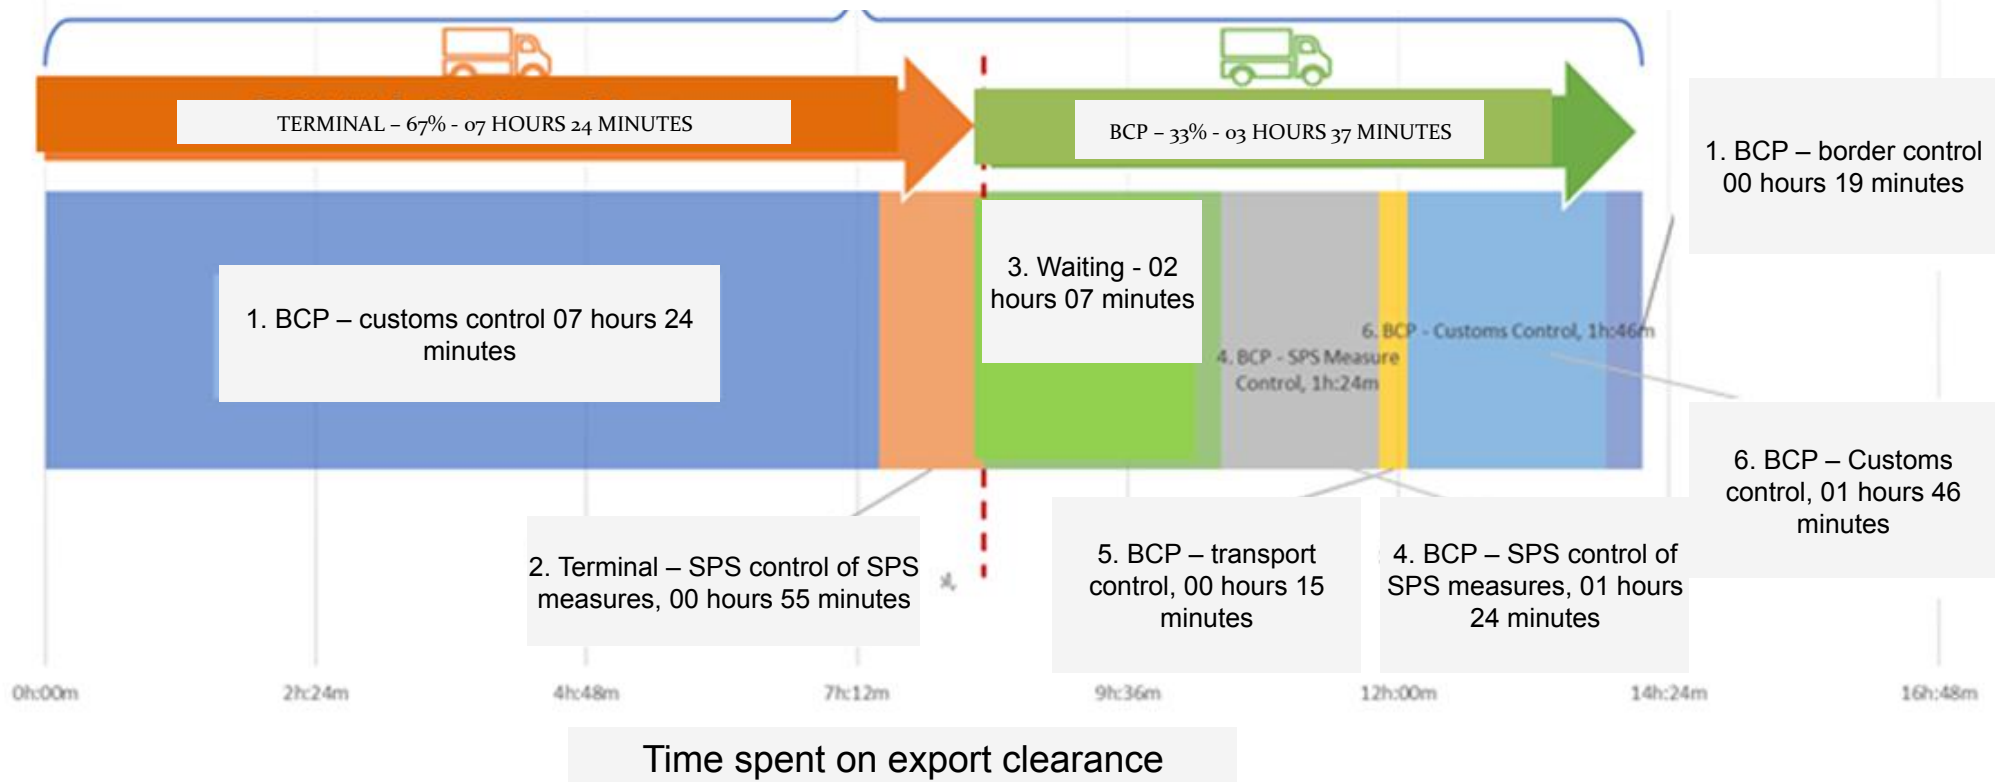 TERMINAL – 67% - 07 HOURS 24 MINUTES
BCP – 33% - 03 HOURS 37 MINUTES
1. BCP – border control
00 hours 19 minutes
1. BCP – customs control 07 hours 24
minutes
3. Waiting - 02
hours 07 minutes
6. BCP - Customs Control, 1h:46m
4. BCP - SPS Measure
Control, 1h:24m
6. BCP – Customs
control, 01 hours 46
minutes
2. Terminal – SPS control of SPS
measures, 00 hours 55 minutes
5. BCP – transport
control, 00 hours 15
minutes
4. BCP – SPS control of
SPS measures, 01 hours
24 minutes
0h:00m
2h:24m
4h:48m
7h:12m
9h:36m
12h:00m
14h:24m
16h:48m
Time spent on export clearance